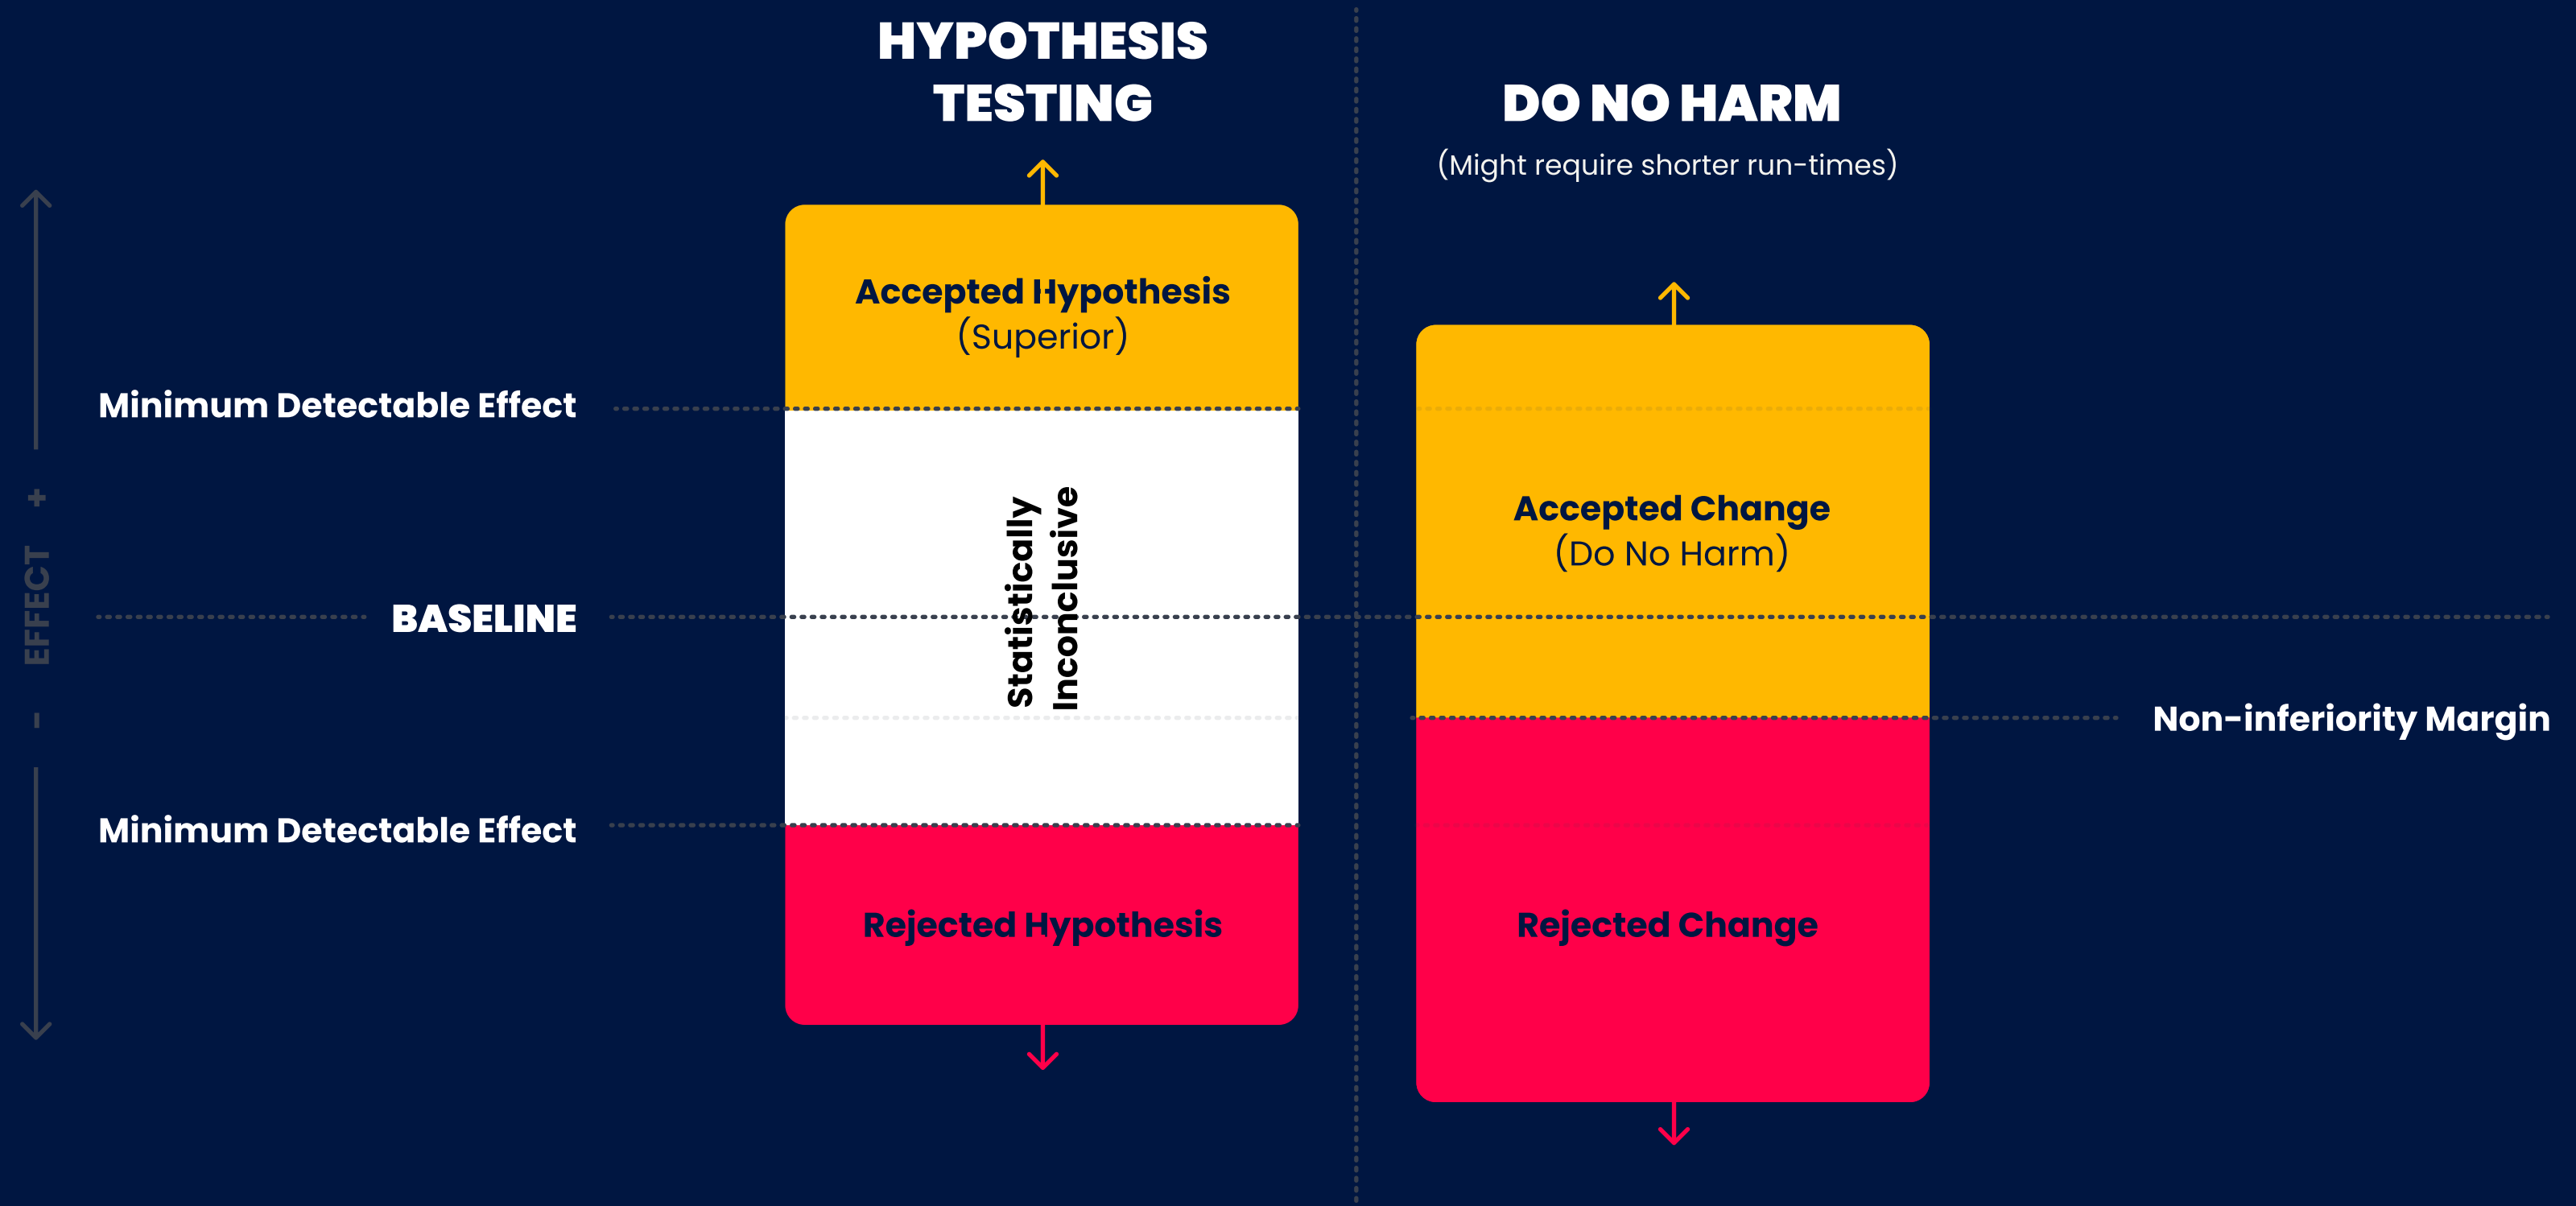 HYPOTHESIS
TESTING
DO NO HARM
(Might require shorter run-times)
Accepted Hypothesis
(Superior)
Minimum Detectable Effect
+
EFFECT
-
Statistically
Inconclusive
Accepted Change
(Do No Harm)
BASELINE
Non-inferiority Margin
Minimum Detectable Effect
Rejected Hypothesis
Rejected Change